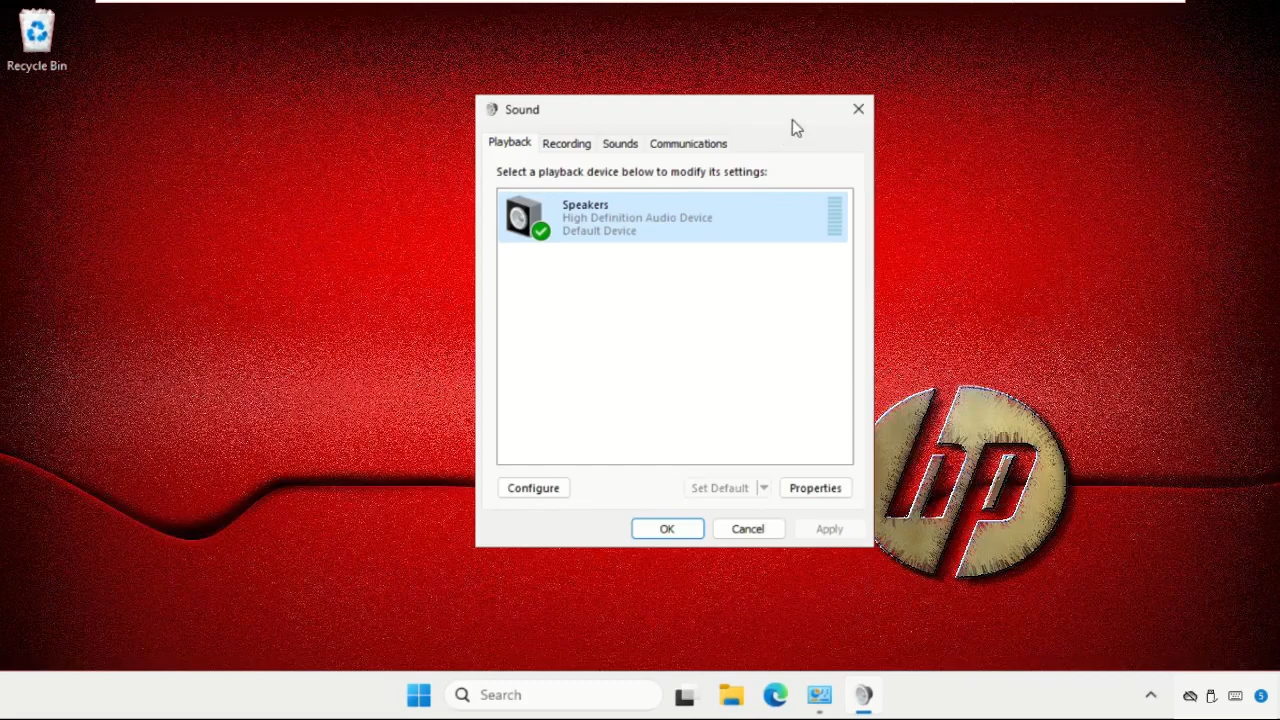 Recycle Bin
Sound
Playback Recording Sounds Communications
Select a playback device below to modify its settings:
Speakers
High Definition Audio Device
Default Device
Configure Set Default Properties
OK Cancel Apply
hp
Search
5